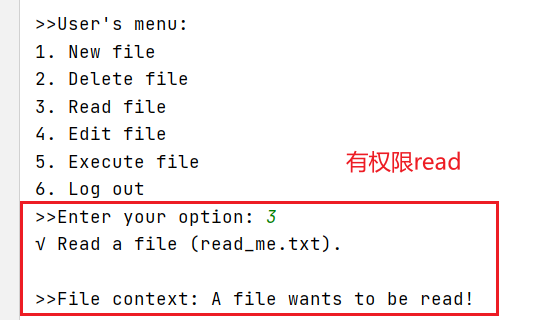 >>User's menu:
1. New file
2. Delete file
3. Read file
4. Edit file
5. Execute file
有权限read
6. Log out
>>Enter your option: 3
√ Read a file (read_me.txt).
>>File context: A file wants to be read!